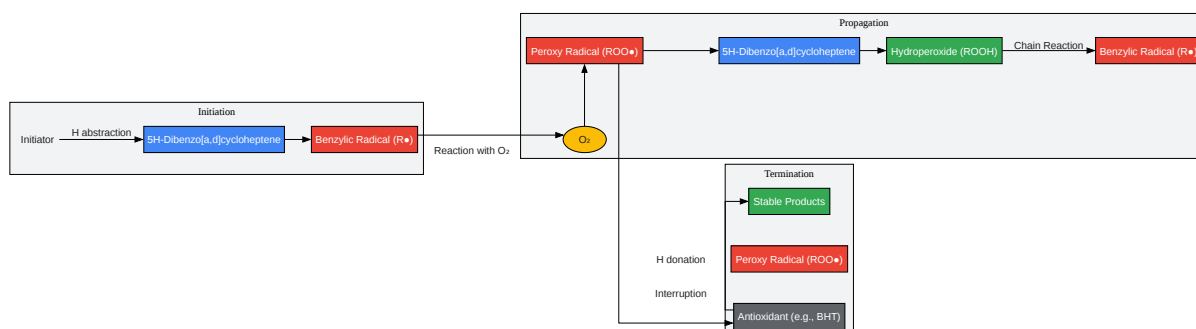 Propagation
Peroxy Radical (ROO●)
5H-Dibenzo[a,d]cycloheptene
Hydroperoxide (ROOH)
Chain Reaction
Benzylic Radical (R●)
Initiation
Initiator
H abstraction
5H-Dibenzo[a,d]cycloheptene
Benzylic Radical (R●)
Reaction with O₂
O₂
Termination
Stable Products
Peroxy Radical (ROO●)
H donation
Interruption
Antioxidant (e.g., BHT)